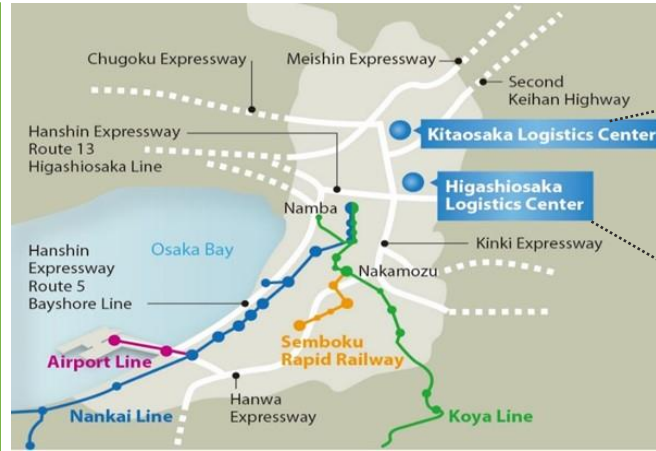 Chugoku Expressway
Meishin Expressway
Second
Keihan Highway
Hanshin Expressway
Route 13
Higashiosaka Line
Kitaosaka Logistics Center
Higashiosaka
Logistics Center
Namba
Hanshin
Expressway
Route 5
Bayshore Line
Osaka Bay
Kinki Expressway
Nakamozu
Airport Line
Semboku
Rapid Railway
Nankai Line
Hanwa
Expressway
Koya Line